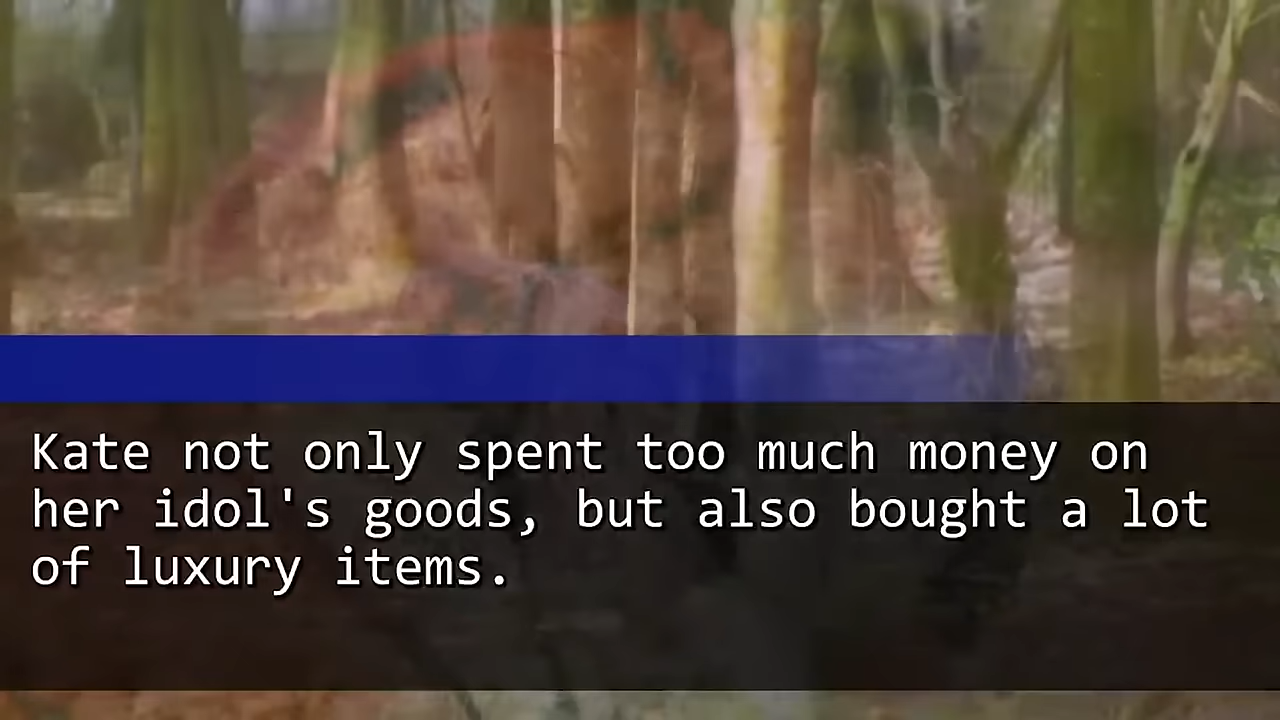 Kate not only spent too much money on
her idol's goods, but also bought a lot
of luxury items.